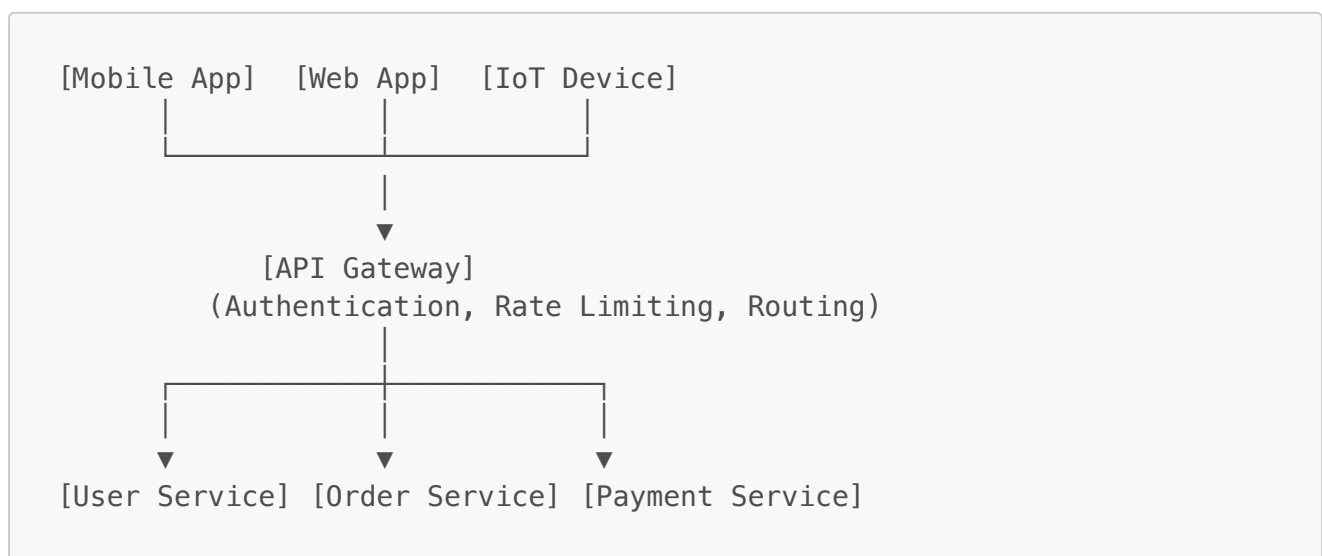 [Mobile App] [Web App] [IoT Device]
[API Gateway]
(Authentication, Rate Limiting, Routing)
[User Service] [Order Service] [Payment Service]